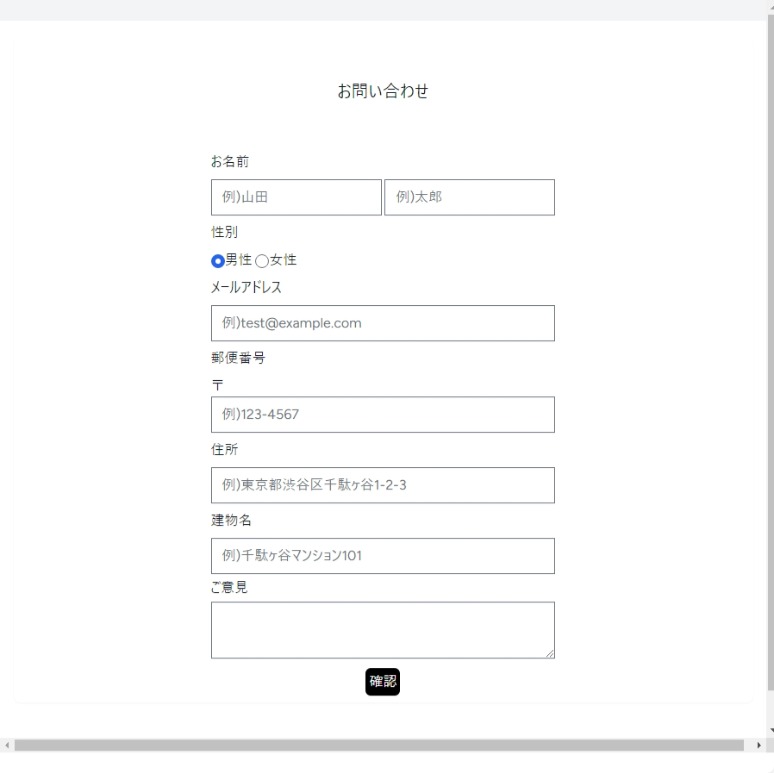 お問い合わせ
お名前
例)山田 例)太郎
性別
男性 女性
メールアドレス
例)test@example.com
郵便番号
〒
例)123-4567
住所
例)東京都渋谷区千駄ヶ谷1-2-3
建物名
例)千駄ヶ谷マンション101
ご意見
確認